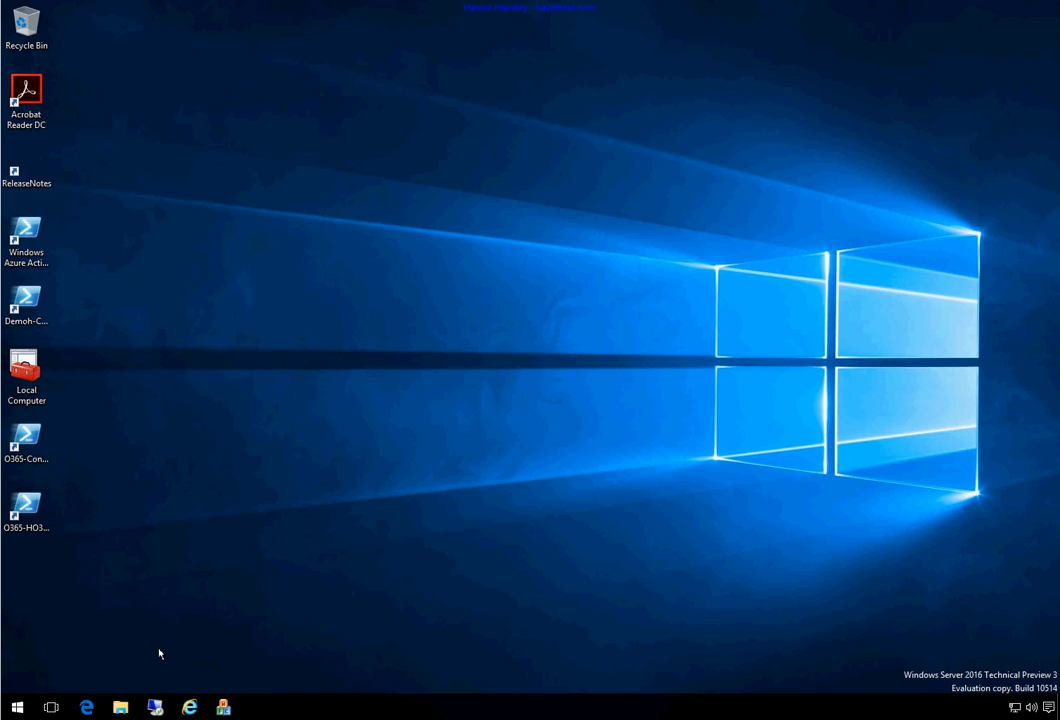 Recycle Bin
Acrobat
Reader DC
ReleaseNotes
Windows
Azure Acti...
Demoh-C...
Local
Computer
O365-Con...
O365-HO3...
Windows Server 2016 Technical Preview 3
Evaluation copy. Build 10514